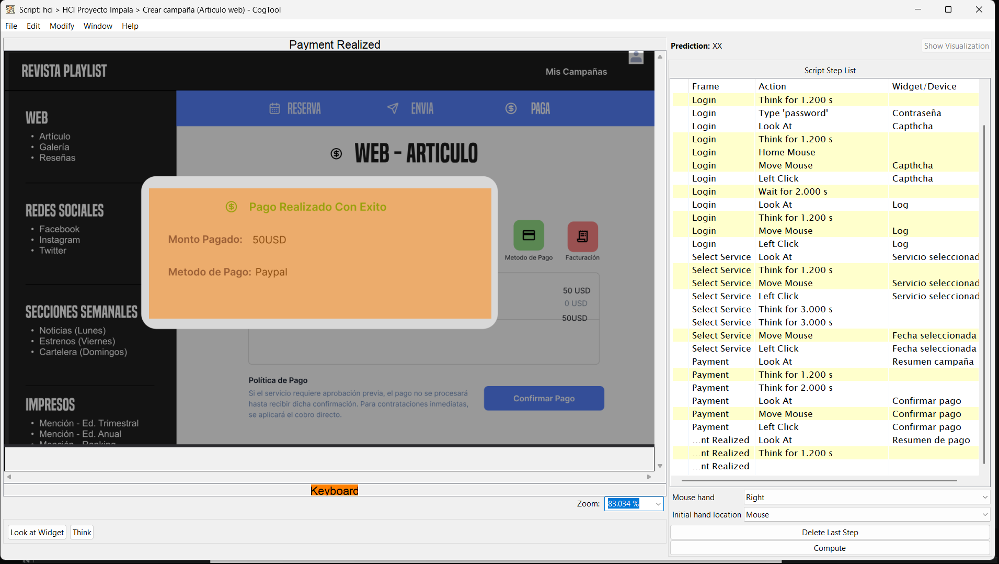 Script: hci > HCI Proyecto Impala > Crear campaña (Articulo web) - CogTool
File Edit Modify Window Help
Payment Realized
REVISTA PLAYLIST
Mis Campañas
RESERVA ENVIA PAGA
WEB
• Artículo
• Galería
• Reseñas
WEB - ARTICULO
REDES SOCIALES
• Facebook
• Instagram
• Twitter
Pago Realizado Con Exito
Monto Pagado: 50USD
Metodo de Pago: Paypal
Metodo de Pago Facturación
50 USD
0 USD
50USD
SECCIONES SEMANALES
• Noticias (Lunes)
• Estrenos (Viernes)
• Cartelera (Domingos)
Política de Pago
Si el servicio requiere aprobación previa, el pago no se procesará
hasta recibir dicha confirmación. Para contrataciones inmediatas,
se aplicará el cobro directo.
Confirmar Pago
IMPRESOS
• Mención - Ed. Trimestral
• Mención - Ed. Anual
• Mención - Ranking
Keyboard
Zoom: 83.034 %
Look at Widget Think
Prediction: XX
Show Visualization
Script Step List
Frame Action Widget/Device
Login Think for 1.200 s
Login Type 'password' Contraseña
Login Look At Capthcha
Login Think for 1.200 s
Login Home Mouse
Login Move Mouse Capthcha
Login Left Click Capthcha
Login Wait for 2.000 s
Login Look At Log
Login Think for 1.200 s
Login Move Mouse Log
Login Left Click Log
Select Service Look At Servicio seleccionad
Select Service Think for 1.200 s
Select Service Move Mouse Servicio seleccionad
Select Service Left Click Servicio seleccionad
Select Service Think for 3.000 s
Select Service Think for 3.000 s
Select Service Move Mouse Fecha seleccionada
Select Service Left Click Fecha seleccionada
Payment Look At Resumen campaña
Payment Think for 1.200 s
Payment Think for 2.000 s
Payment Look At Confirmar pago
Payment Move Mouse Confirmar pago
Payment Left Click Confirmar pago
...nt Realized Look At Resumen de pago
...nt Realized Think for 1.200 s
...nt Realized
Mouse hand Right
Initial hand location Mouse
Delete Last Step
Compute